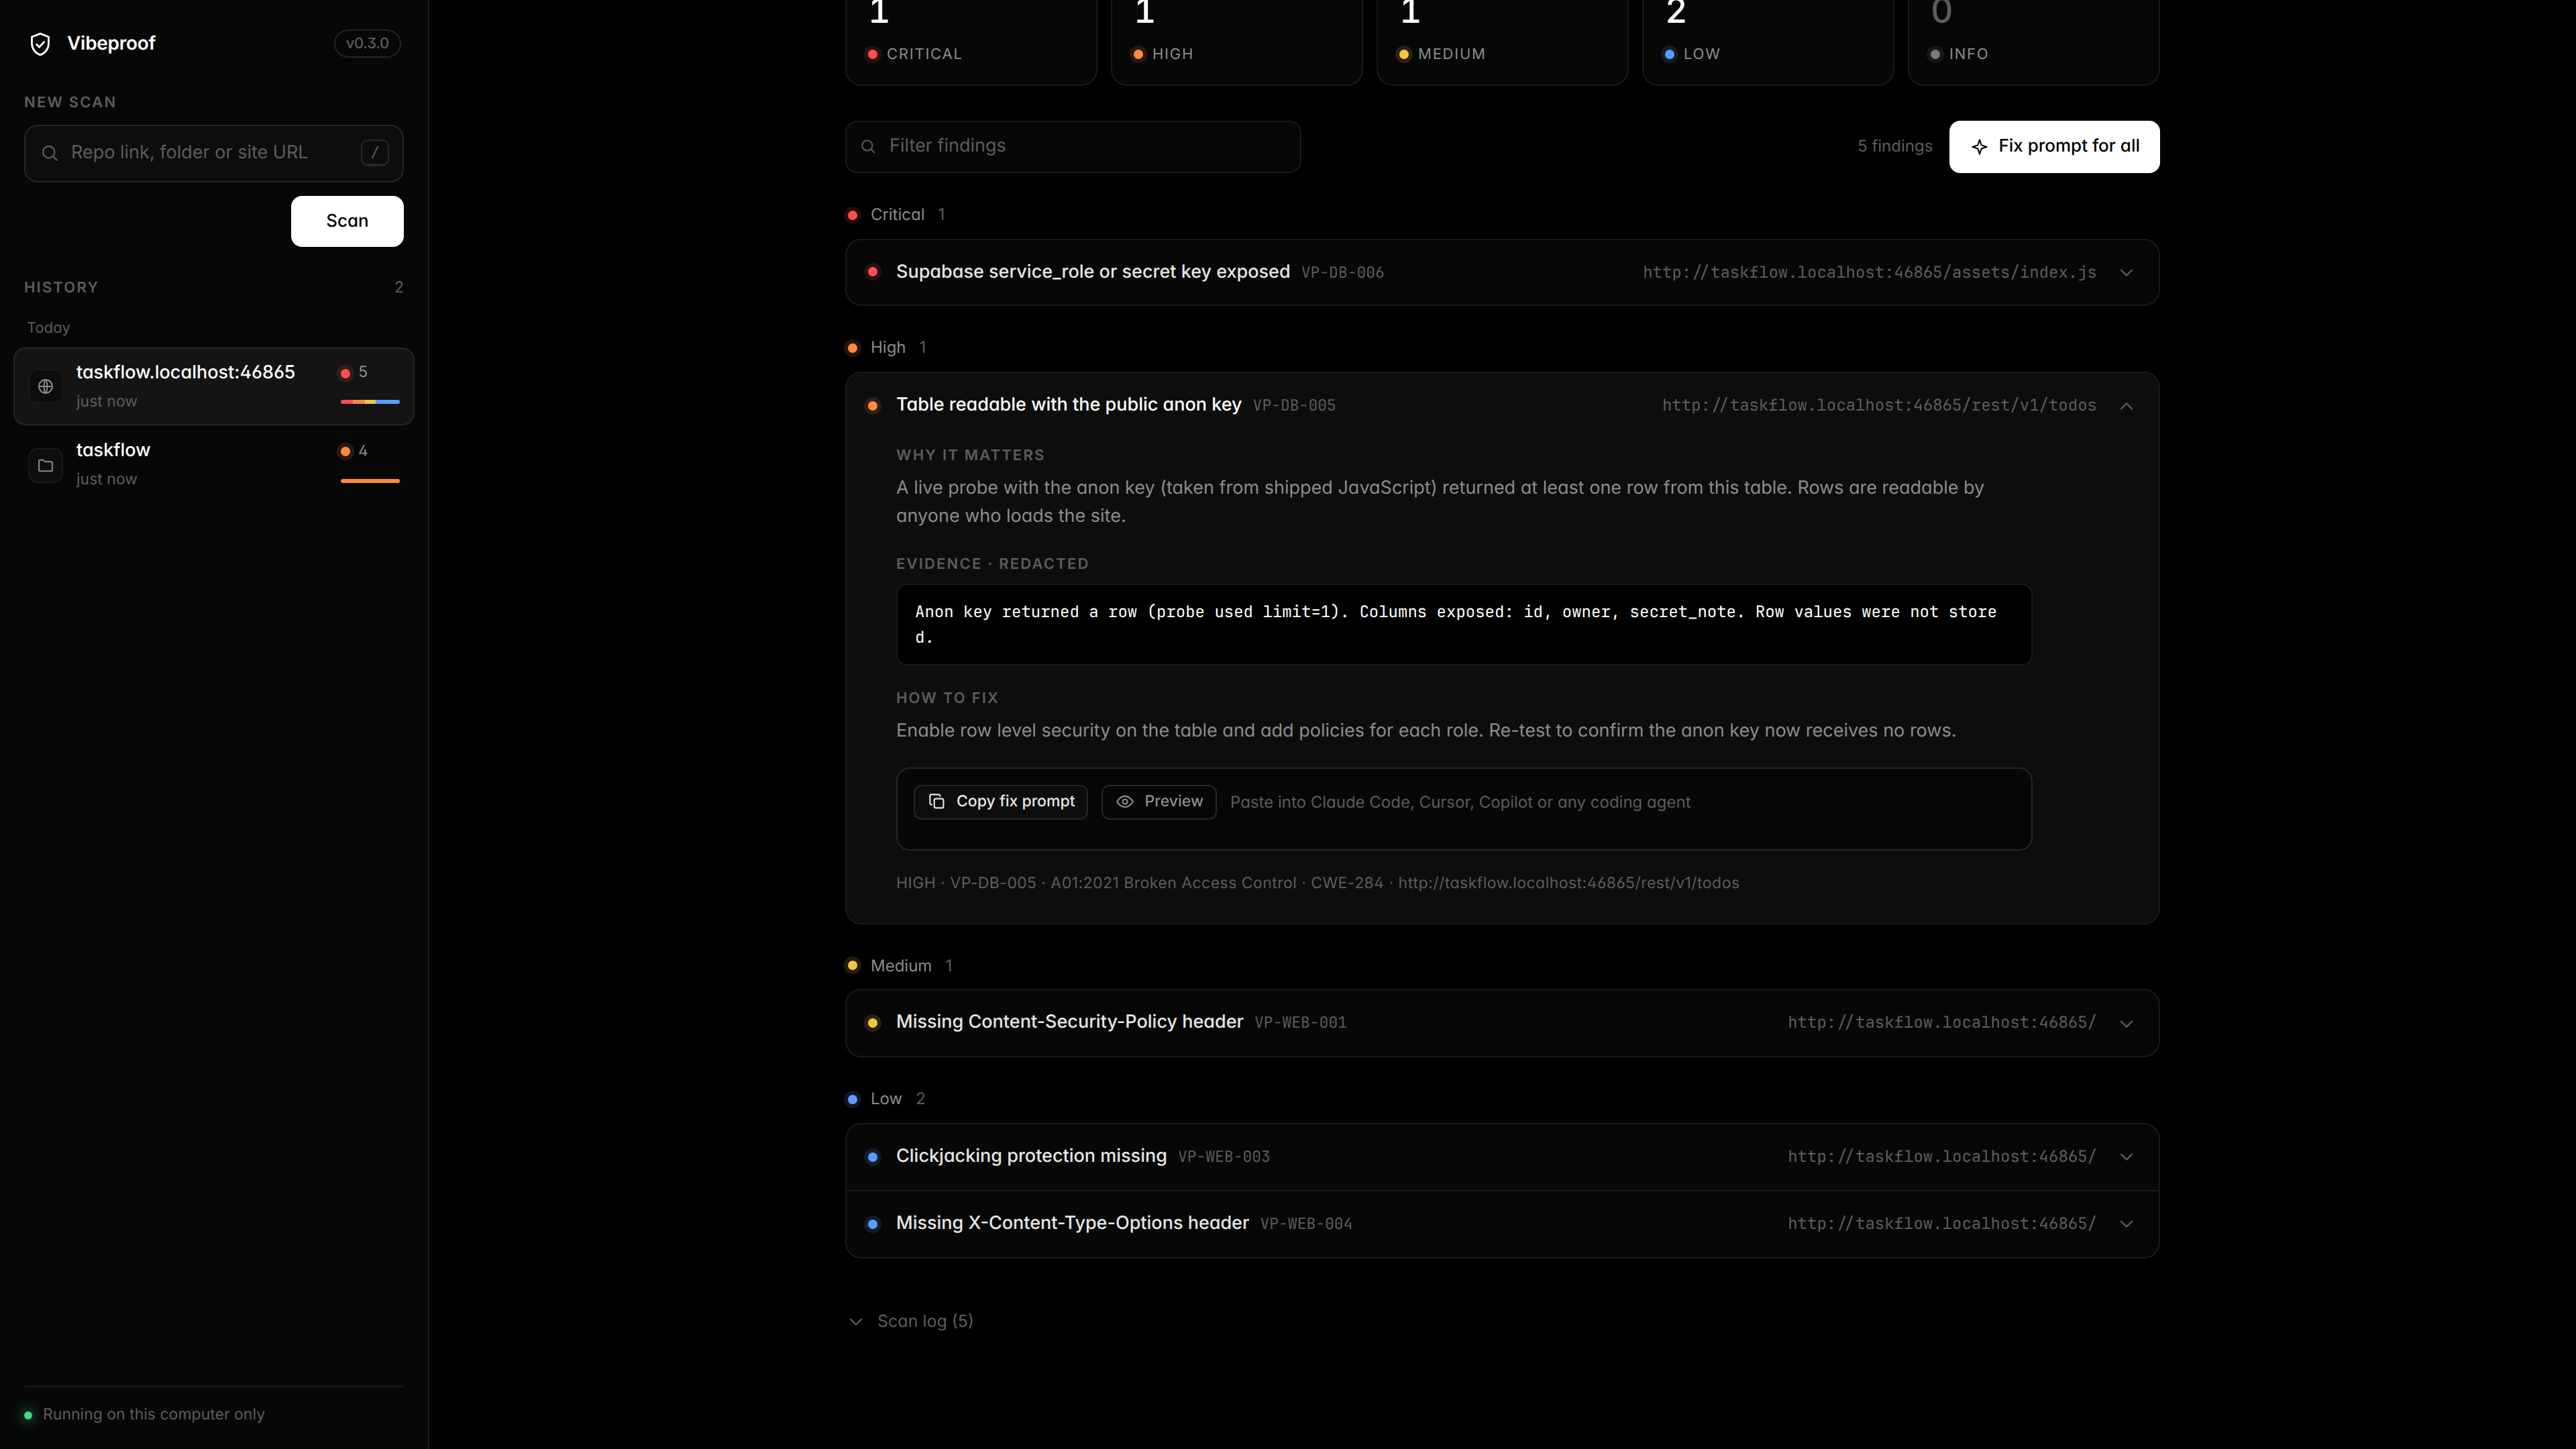 Vibeproof v0.3.0
NEW SCAN
Repo link, folder or site URL /
Scan
HISTORY 2
Today
taskflow.localhost:46865 5
just now
taskflow 4
just now
Running on this computer only
1 1 1 2 0
CRITICAL HIGH MEDIUM LOW INFO
Filter findings 5 findings Fix prompt for all
Critical 1
Supabase service_role or secret key exposed VP-DB-006 http://taskflow.localhost:46865/assets/index.js
High 1
Table readable with the public anon key VP-DB-005 http://taskflow.localhost:46865/rest/v1/todos
WHY IT MATTERS
A live probe with the anon key (taken from shipped JavaScript) returned at least one row from this table. Rows are readable by
anyone who loads the site.
EVIDENCE · REDACTED
Anon key returned a row (probe used limit=1). Columns exposed: id, owner, secret_note. Row values were not store
d.
HOW TO FIX
Enable row level security on the table and add policies for each role. Re-test to confirm the anon key now receives no rows.
Copy fix prompt Preview Paste into Claude Code, Cursor, Copilot or any coding agent
HIGH · VP-DB-005 · A01:2021 Broken Access Control · CWE-284 · http://taskflow.localhost:46865/rest/v1/todos
Medium 1
Missing Content-Security-Policy header VP-WEB-001 http://taskflow.localhost:46865/
Low 2
Clickjacking protection missing VP-WEB-003 http://taskflow.localhost:46865/
Missing X-Content-Type-Options header VP-WEB-004 http://taskflow.localhost:46865/
Scan log (5)